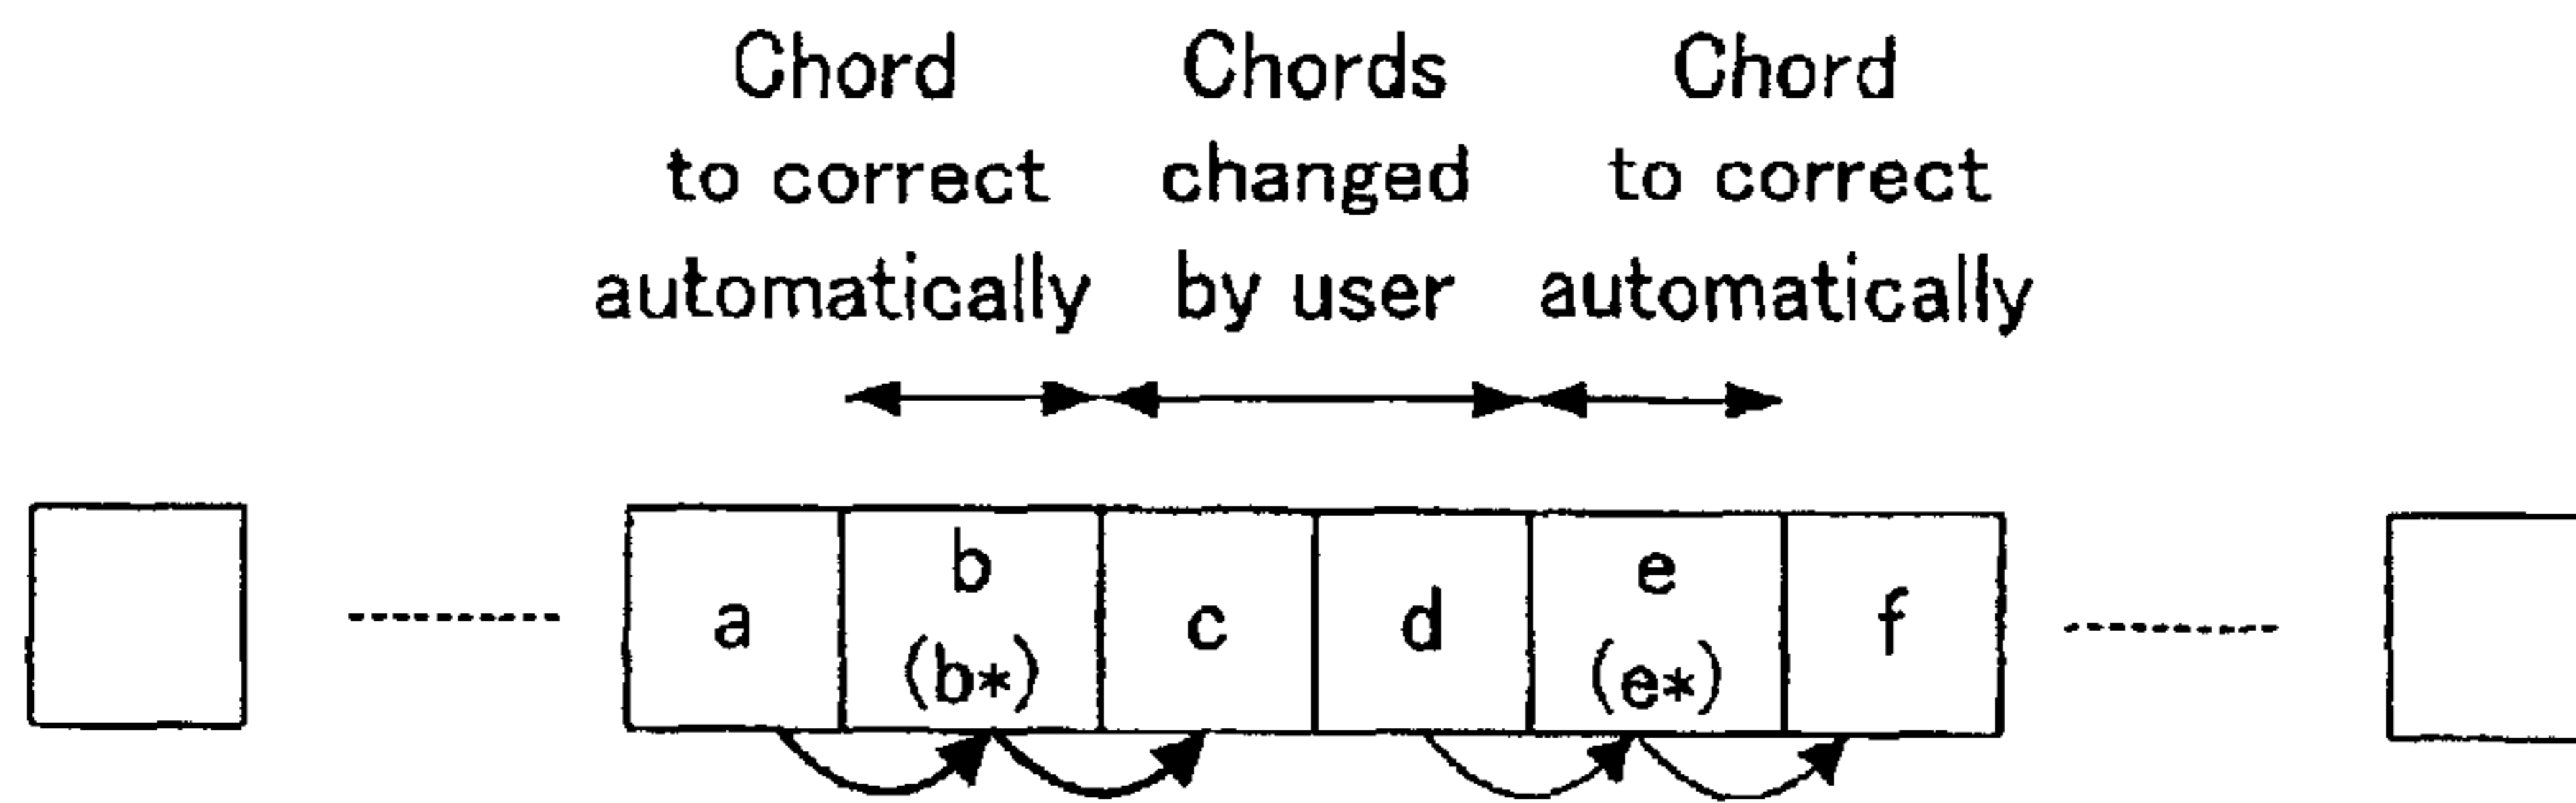 Chord
to correct
automatically
Chords
changed
by user
Chord
to correct
automatically
a
b
(b*)
c
d
e
(e*)
f